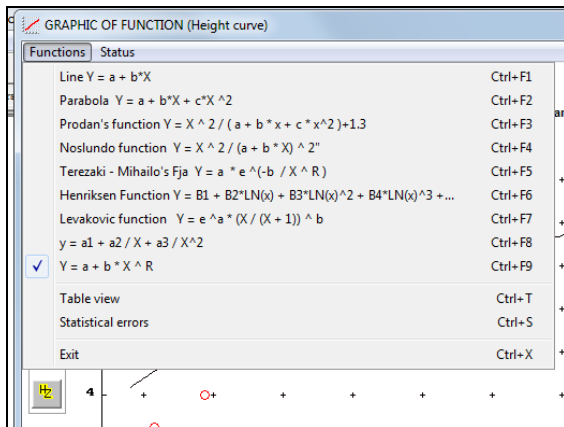 GRAPHIC OF FUNCTION (Height curve)
Functions Status
Line Y = a + b*X Ctrl+F1
Parabola Y = a + b*X + c*X ^2 Ctrl+F2
Prodan's function Y = X ^ 2 / ( a + b * x + c * x^2 )+1.3 Ctrl+F3
Noslundo function Y = X ^ 2 / (a + b * X) ^ 2" Ctrl+F4
Terezaki - Mihailo's Fja Y = a * e ^(-b / X ^ R ) Ctrl+F5
Henriksen Function Y = B1 + B2*LN(x) + B3*LN(x)^2 + B4*LN(x)^3 +... Ctrl+F6
Levakovic function Y = e ^a * (X / (X + 1)) ^ b Ctrl+F7
y = a1 + a2 / X + a3 / X^2 Ctrl+F8
Y = a + b * X ^ R Ctrl+F9
Table view Ctrl+T
Statistical errors Ctrl+S
Exit Ctrl+X
HZ 4